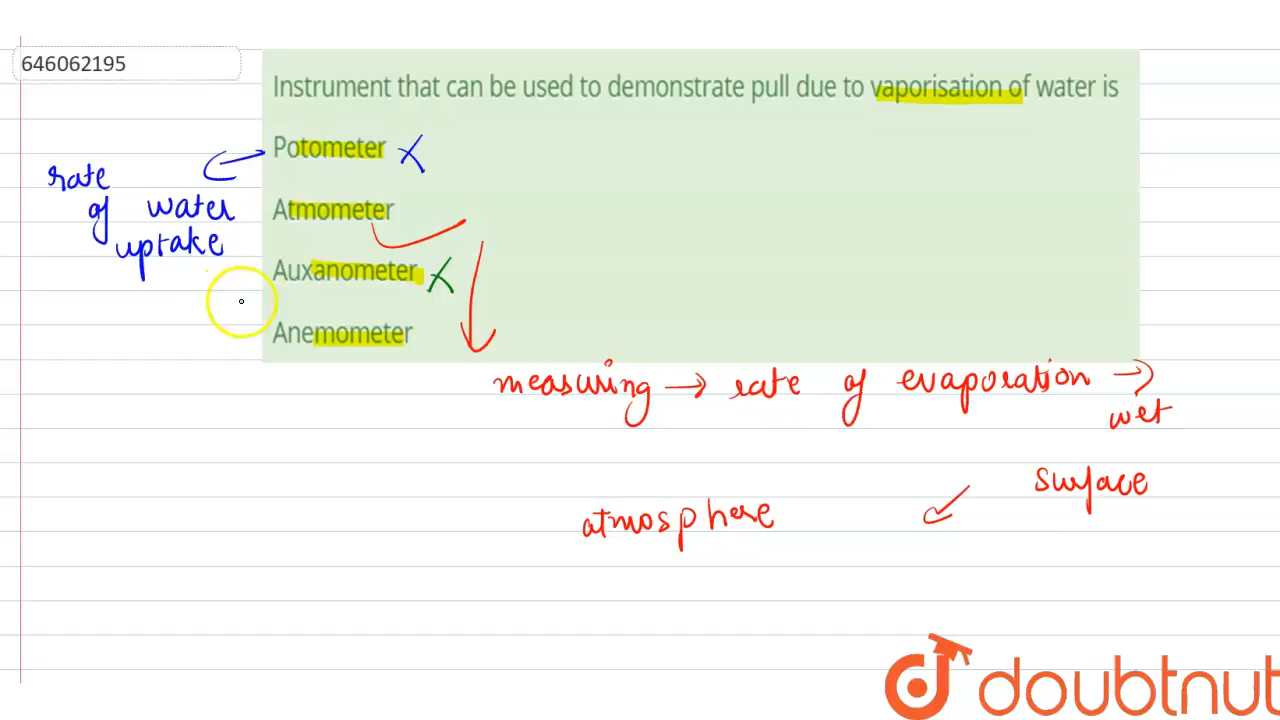 646062195
Instrument that can be used to demonstrate pull due to vaporisation of water is
Potometer
rate
of water
uptake
Atmometer
Auxanometer
Anemometer
measuring → rate of evaporation →
wet
surface
atmosphere
doubtnut